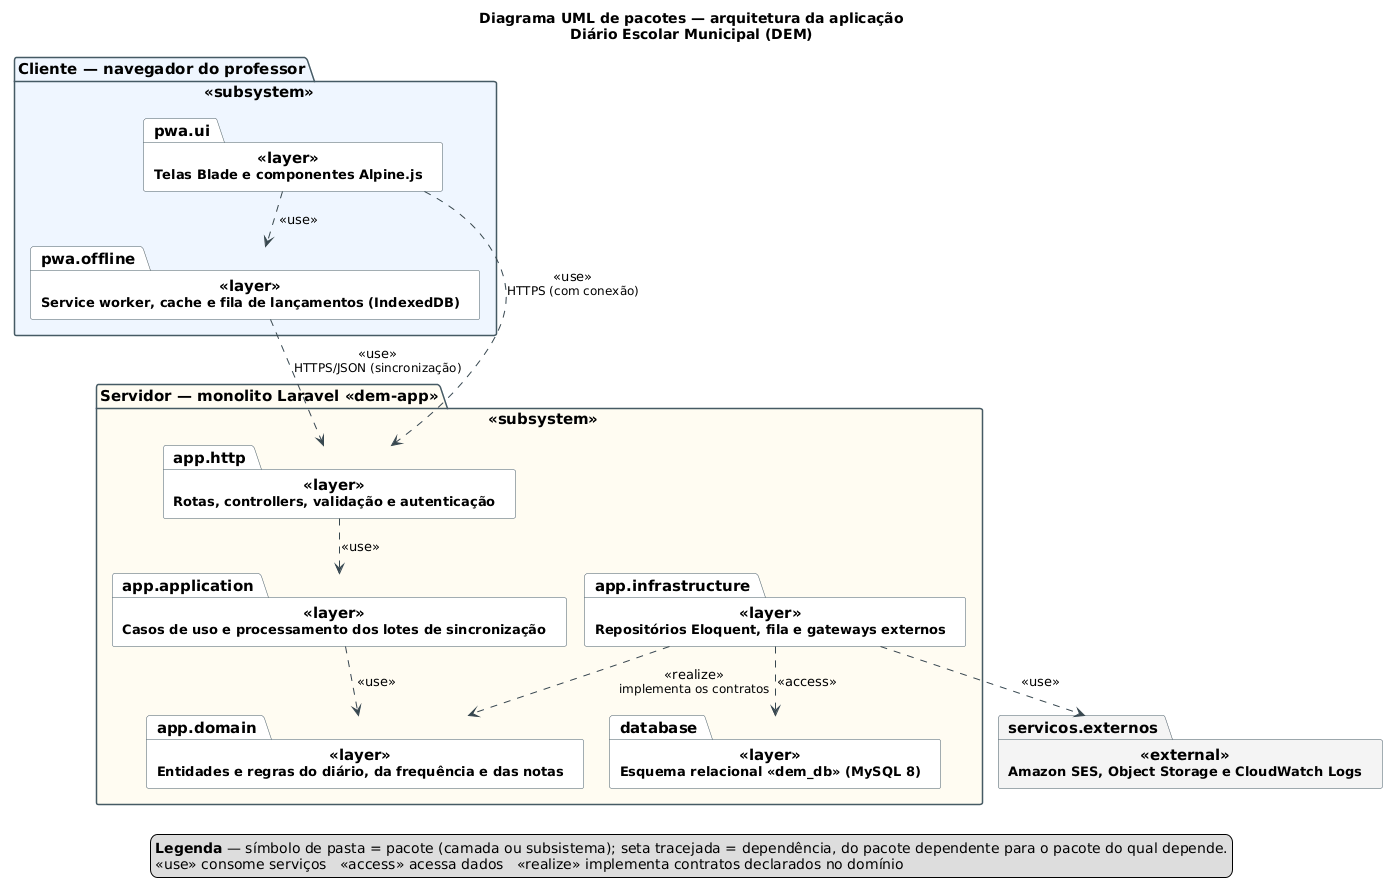 Diagrama UML de pacotes — arquitetura da aplicação
Diário Escolar Municipal (DEM)
Cliente — navegador do professor
«subsystem»
pwa.ui
«layer»
Telas Blade e componentes Alpine.js
«use»
pwa.offline
«layer»
Service worker, cache e fila de lançamentos (IndexedDB)
«use»
HTTPS (com conexão)
«use»
HTTPS/JSON (sincronização)
Servidor — monolito Laravel «dem-app»
«subsystem»
app.http
«layer»
Rotas, controllers, validação e autenticação
«use»
app.application
«layer»
Casos de uso e processamento dos lotes de sincronização
app.infrastructure
«layer»
Repositórios Eloquent, fila e gateways externos
«use»
«realize»
implementa os contratos
«access»
«use»
app.domain
«layer»
Entidades e regras do diário, da frequência e das notas
database
«layer»
Esquema relacional «dem_db» (MySQL 8)
servicos.externos
«external»
Amazon SES, Object Storage e CloudWatch Logs
Legenda — símbolo de pasta = pacote (camada ou subsistema); seta tracejada = dependência, do pacote dependente para o pacote do qual depende.
«use» consome serviços «access» acessa dados «realize» implementa contratos declarados no domínio